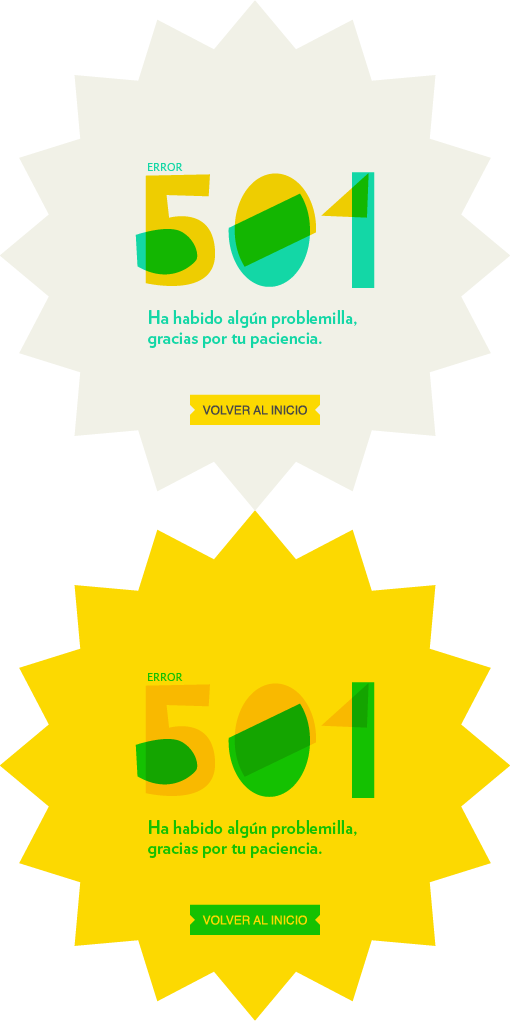 ERROR
501
Ha habido algún problemilla,
gracias por tu paciencia.
VOLVER AL INICIO
ERROR
501
Ha habido algún problemilla,
gracias por tu paciencia.
VOLVER AL INICIO